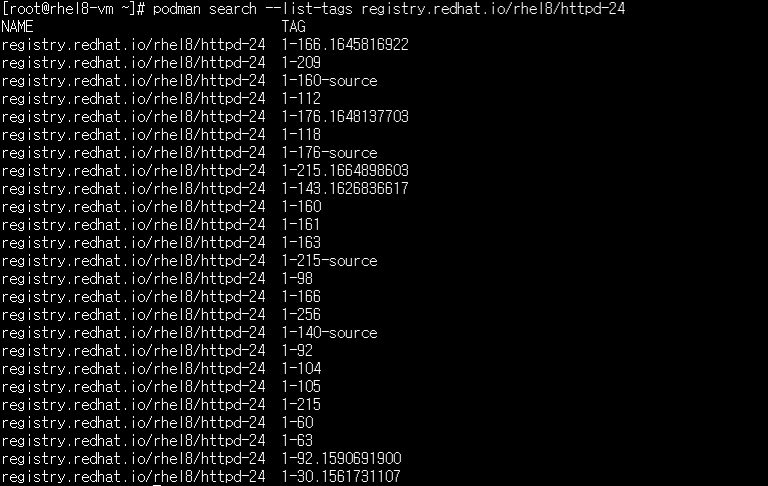 [root@rhel8-vm ~]# podman search --list-tags registry.redhat.io/rhel8/httpd-24
NAME TAG
registry.redhat.io/rhel8/httpd-24 1-166.1645816922
registry.redhat.io/rhel8/httpd-24 1-209
registry.redhat.io/rhel8/httpd-24 1-160-source
registry.redhat.io/rhel8/httpd-24 1-112
registry.redhat.io/rhel8/httpd-24 1-176.1648137703
registry.redhat.io/rhel8/httpd-24 1-118
registry.redhat.io/rhel8/httpd-24 1-176-source
registry.redhat.io/rhel8/httpd-24 1-215.1664898603
registry.redhat.io/rhel8/httpd-24 1-143.1626836617
registry.redhat.io/rhel8/httpd-24 1-160
registry.redhat.io/rhel8/httpd-24 1-161
registry.redhat.io/rhel8/httpd-24 1-163
registry.redhat.io/rhel8/httpd-24 1-215-source
registry.redhat.io/rhel8/httpd-24 1-98
registry.redhat.io/rhel8/httpd-24 1-166
registry.redhat.io/rhel8/httpd-24 1-256
registry.redhat.io/rhel8/httpd-24 1-140-source
registry.redhat.io/rhel8/httpd-24 1-92
registry.redhat.io/rhel8/httpd-24 1-104
registry.redhat.io/rhel8/httpd-24 1-105
registry.redhat.io/rhel8/httpd-24 1-215
registry.redhat.io/rhel8/httpd-24 1-60
registry.redhat.io/rhel8/httpd-24 1-63
registry.redhat.io/rhel8/httpd-24 1-92.1590691900
registry.redhat.io/rhel8/httpd-24 1-30.1561731107